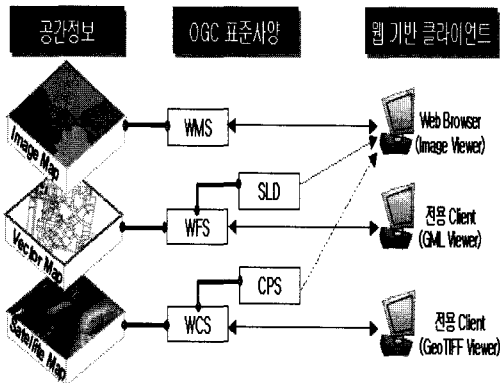 공간정보
OGC 표준사양
웹 기반 클라이언트
Image Map
WMS
Web Browser
(Image Viewer)
SLD
Vector Map
WFS
전용 Client
(GML Viewer)
CPS
Satellite Map
WCS
전용 Client
(GeoTIFF Viewer)